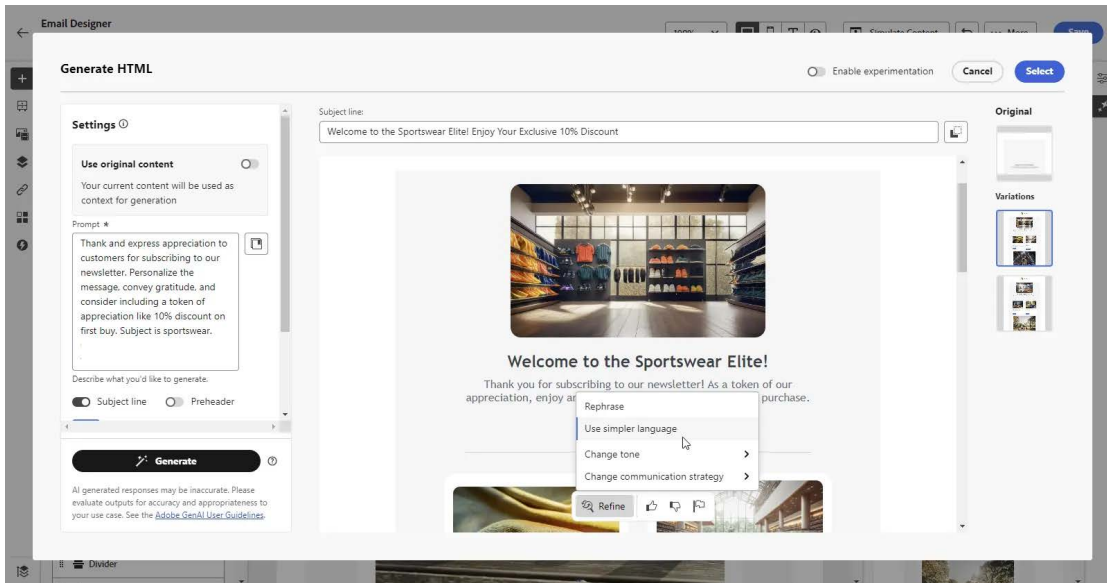 Email Designer
100%
Simulate Content
More
Save
Generate HTML
Enable experimentation
Cancel
Select
Settings
Use original content
Your current content will be used as
context for generation
Prompt *
Thank and express appreciation to
customers for subscribing to our
newsletter. Personalize the
message, convey gratitude, and
consider including a token of
appreciation like 10% discount on
first buy. Subject is sportswear.
Describe what you'd like to generate.
Subject line
Preheader
Generate
AI generated responses may be inaccurate. Please
evaluate outputs for accuracy and appropriateness to
your use case. See the Adobe GenAI User Guidelines.
Subject line:
Welcome to the Sportswear Elite! Enjoy Your Exclusive 10% Discount
Welcome to the Sportswear Elite!
Thank you for subscribing to our newsletter! As a token of our
appreciation, enjoy
purchase.
Rephrase
Use simpler language
Change tone
Change communication strategy
Refine
Original
Variations
Divider